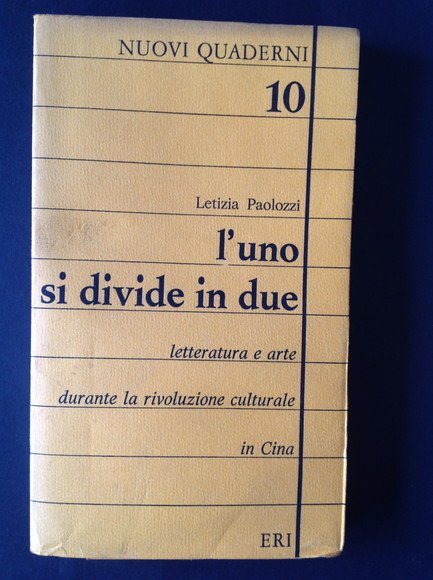 NUOVI QUADERNI
10
Letizia Paolozzi
l'uno
si divide in due
letteratura e arte
durante la rivoluzione culturale
in Cina
ERI